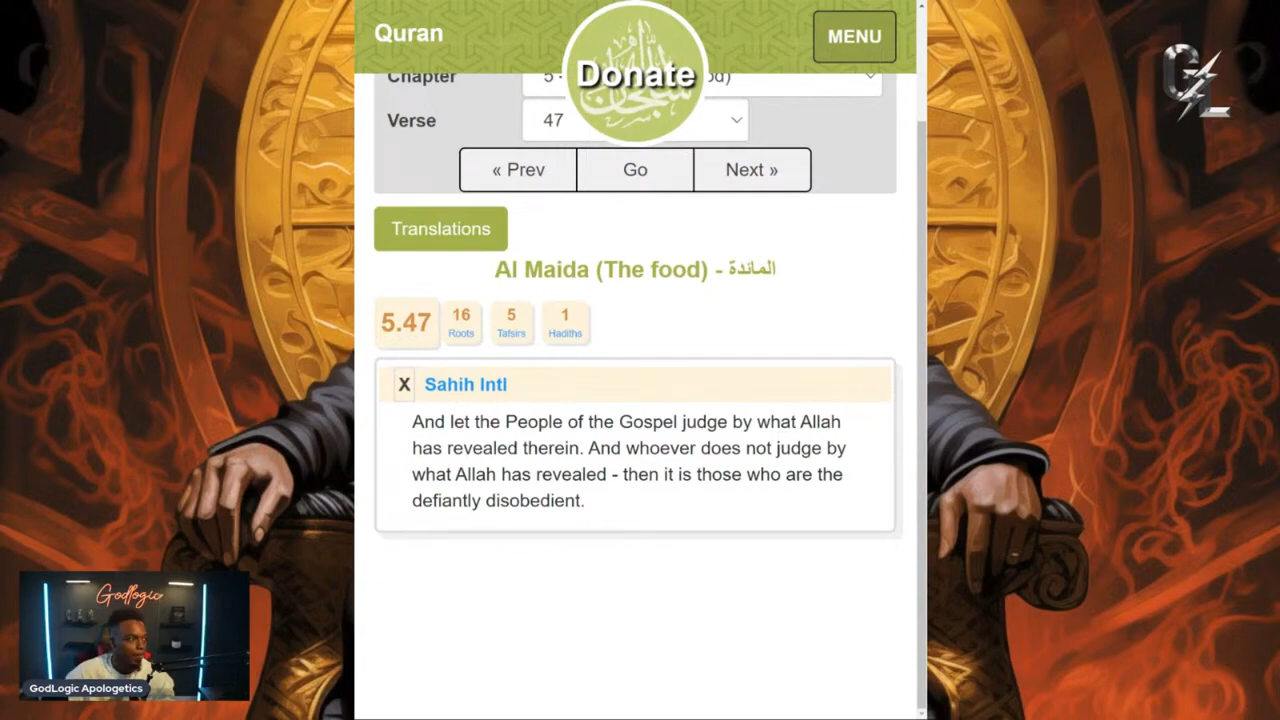 Quran
Donate
MENU
Chapter
5
Verse
47
« Prev
Go
Next »
Translations
Al Maida (The food) - المائدة
5.47
16
Roots
5
Tafsirs
1
Hadiths
X Sahih Intl
And let the People of the Gospel judge by what Allah
has revealed therein. And whoever does not judge by
what Allah has revealed - then it is those who are the
defiantly disobedient.
GL
Godlogic
GodLogic Apologetics